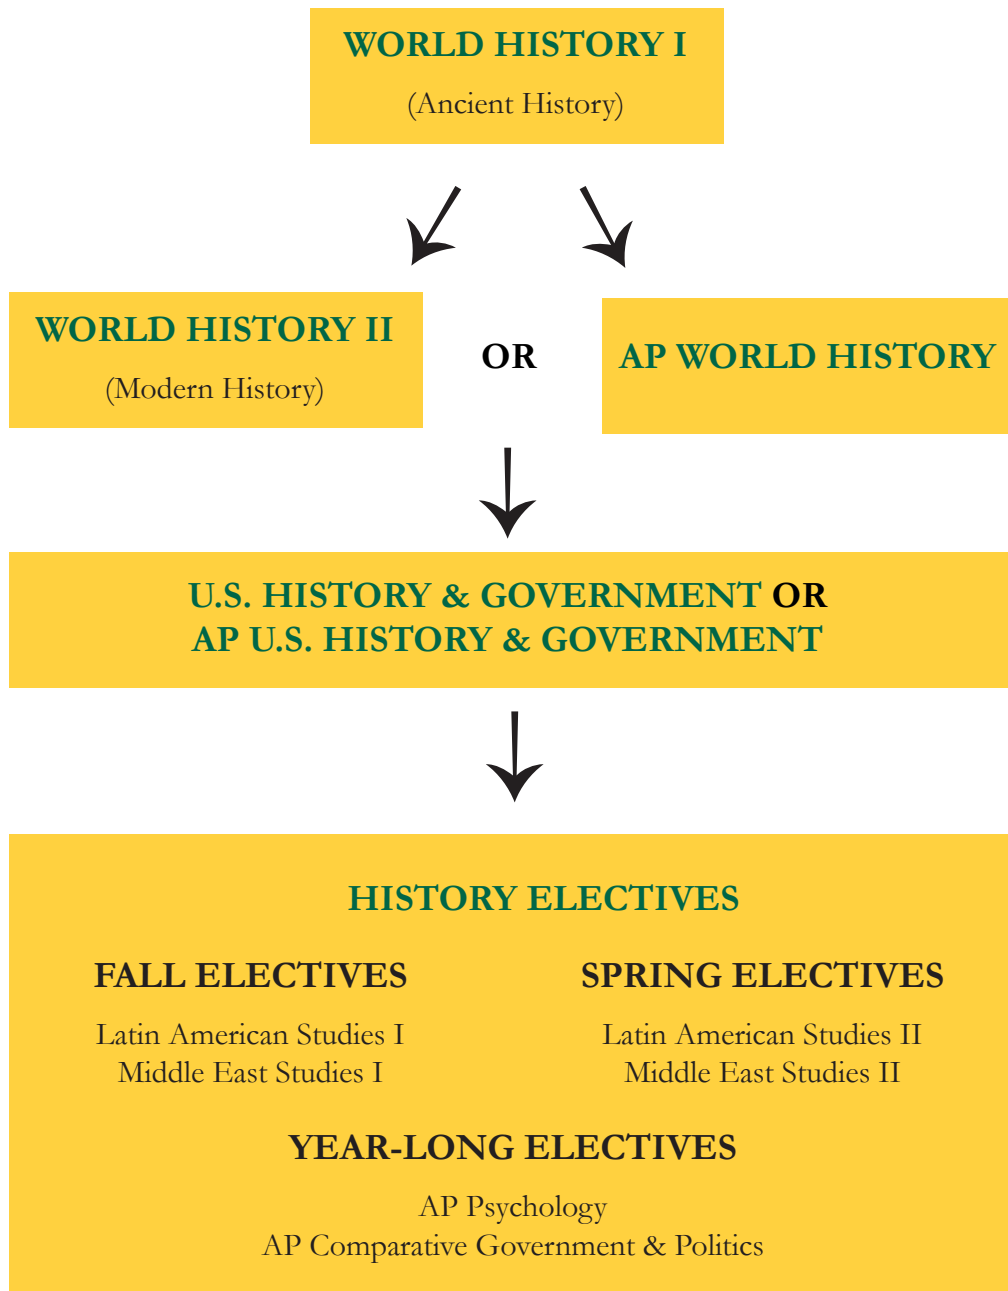 WORLD HISTORY I
(Ancient History)
WORLD HISTORY II
(Modern History)
OR
AP WORLD HISTORY
U.S. HISTORY & GOVERNMENT OR
AP U.S. HISTORY & GOVERNMENT
HISTORY ELECTIVES
FALL ELECTIVES
Latin American Studies I
Middle East Studies I
SPRING ELECTIVES
Latin American Studies II
Middle East Studies II
YEAR-LONG ELECTIVES
AP Psychology
AP Comparative Government & Politics